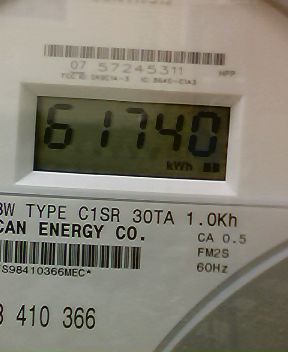 07 57245311 HPP
61740
kWh
3W TYPE C1SR 30TA 1.0Kh
CAN ENERGY CO. CA 0.5
FM2S
S98410366MEC* 60Hz
410 366